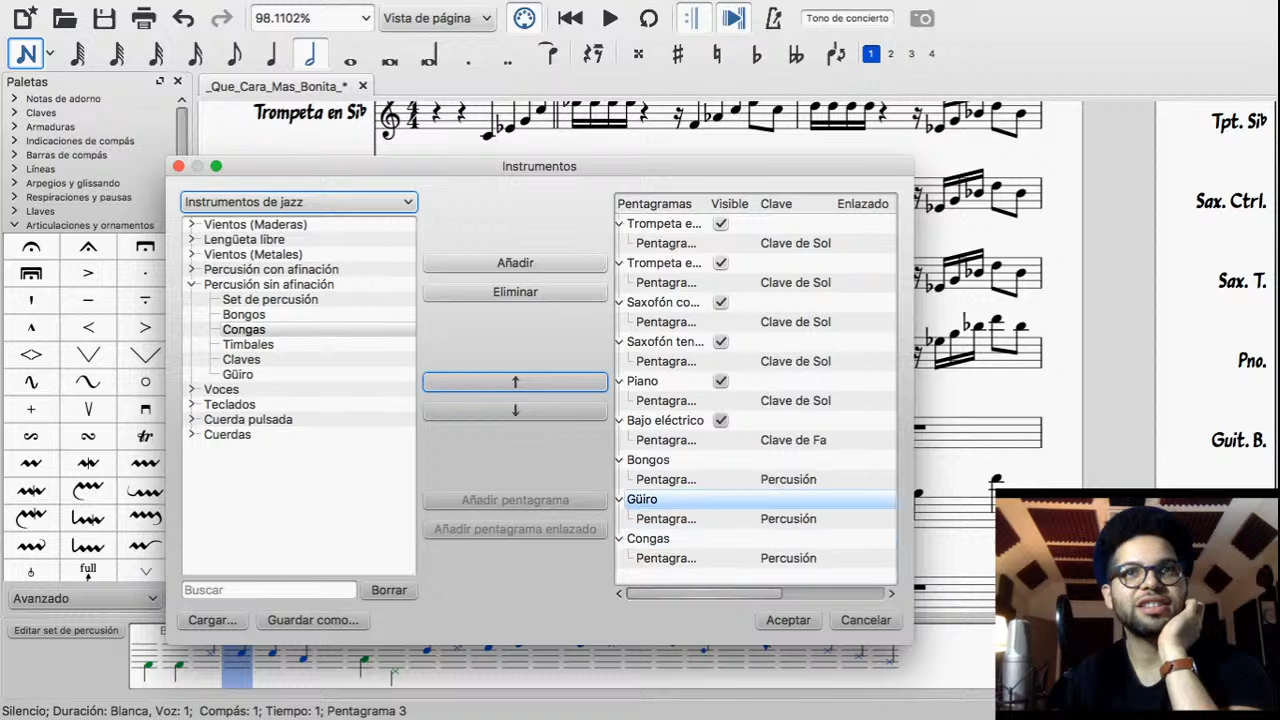 98.1102%
Vista de página
Tono de concierto
1 2 3 4
Paletas
_Que_Cara_Mas_Bonita_*
Notas de adorno
Claves
Armaduras
Indicaciones de compás
Barras de compás
Líneas
Arpegios y glissando
Respiraciones y pausas
Llaves
Articulaciones y ornamentos
full
Avanzado
Editar set de percusión
Trompeta en Sib
Tpt. Sib
Sax. Ctrl.
Sax. T.
Pno.
Guit. B.
Instrumentos
Instrumentos de jazz
Vientos (Maderas)
Lengüeta libre
Vientos (Metales)
Percusión con afinación
Percusión sin afinación
Set de percusión
Bongos
Congas
Timbales
Claves
Güiro
Voces
Teclados
Cuerda pulsada
Cuerdas
Buscar
Borrar
Cargar...
Guardar como...
Añadir
Eliminar
↑
↓
Añadir pentagrama
Añadir pentagrama enlazado
Pentagramas Visible Clave Enlazado
Trompeta e...
Pentagra... Clave de Sol
Trompeta e...
Pentagra... Clave de Sol
Saxofón co...
Pentagra... Clave de Sol
Saxofón ten...
Pentagra... Clave de Sol
Piano
Pentagra... Clave de Sol
Bajo eléctrico
Pentagra... Clave de Fa
Bongos
Pentagra... Percusión
Güiro
Pentagra... Percusión
Congas
Pentagra... Percusión
Aceptar
Cancelar
Silencio; Duración: Blanca, Voz: 1; Compás: 1; Tiempo: 1; Pentagrama 3